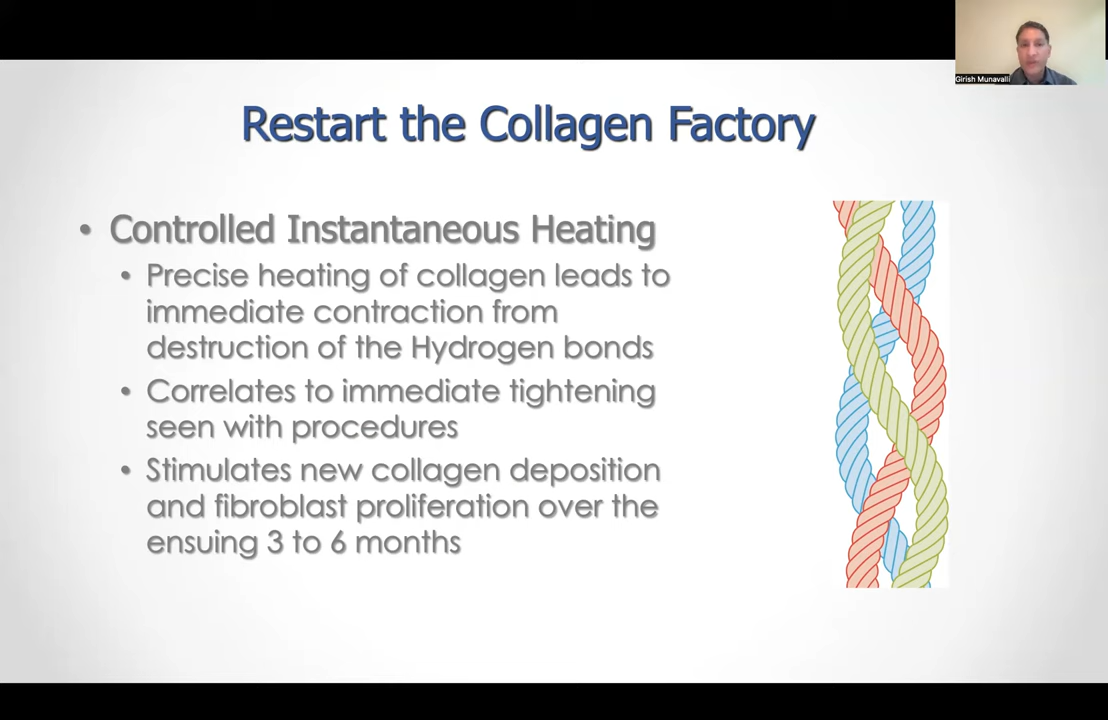 Girish Munavalli
Restart the Collagen Factory
• Controlled Instantaneous Heating
• Precise heating of collagen leads to
immediate contraction from
destruction of the Hydrogen bonds
• Correlates to immediate tightening
seen with procedures
• Stimulates new collagen deposition
and fibroblast proliferation over the
ensuing 3 to 6 months